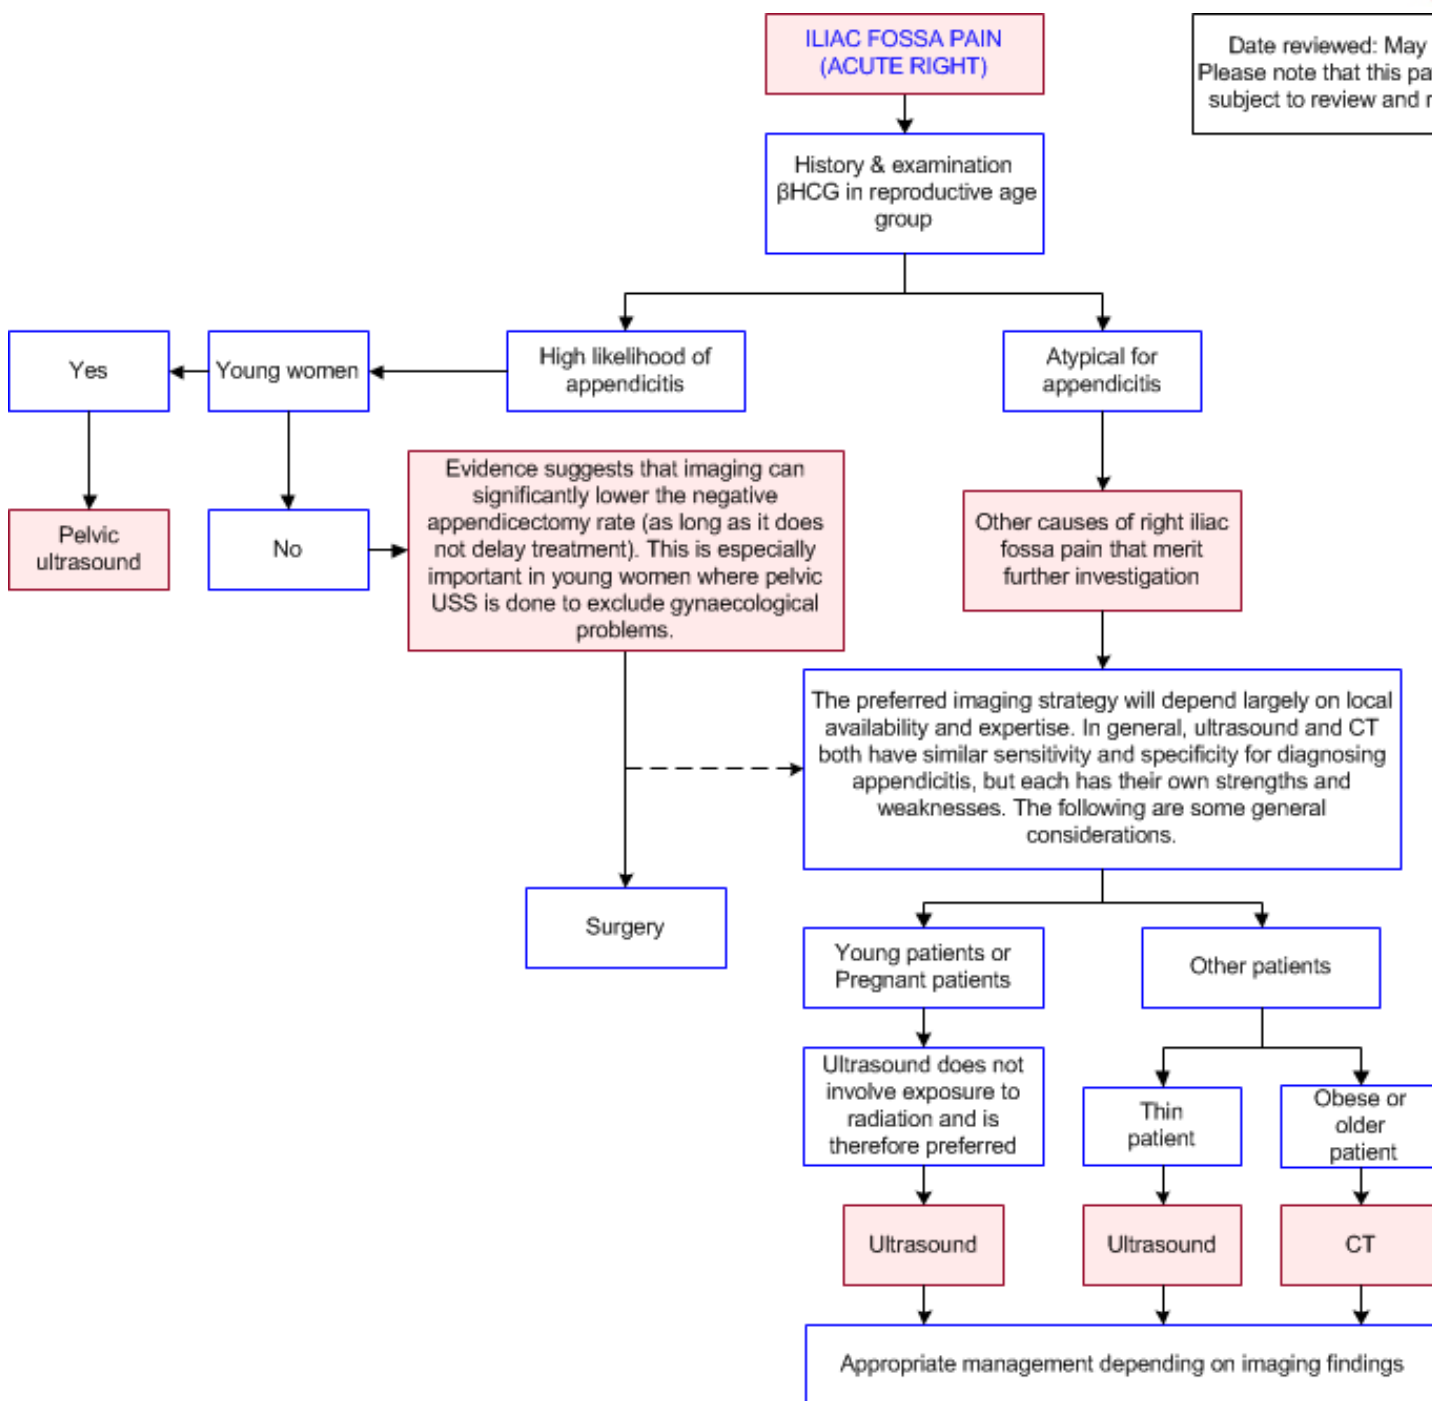 ILIAC FOSSA PAIN
(ACUTE RIGHT)
Date reviewed: May
Please note that this
subject to review and
History & examination
βHCG in reproductive age
group
Yes
Young women
High likelihood of
appendicitis
Atypical for
appendicitis
Pelvic
ultrasound
No
Evidence suggests that imaging can
significantly lower the negative
appendicectomy rate (as long as it does
not delay treatment). This is especially
important in young women where pelvic
USS is done to exclude gynaecological
problems.
Other causes of right iliac
fossa pain that merit
further investigation
The preferred imaging strategy will depend largely on local
availability and expertise. In general, ultrasound and CT
both have similar sensitivity and specificity for diagnosing
appendicitis, but each has their own strengths and
weaknesses. The following are some general
considerations.
Surgery
Young patients or
Pregnant patients
Other patients
Ultrasound does not
involve exposure to
radiation and is
therefore preferred
Thin
patient
Obese or
older
patient
Ultrasound
Ultrasound
CT
Appropriate management depending on imaging findings